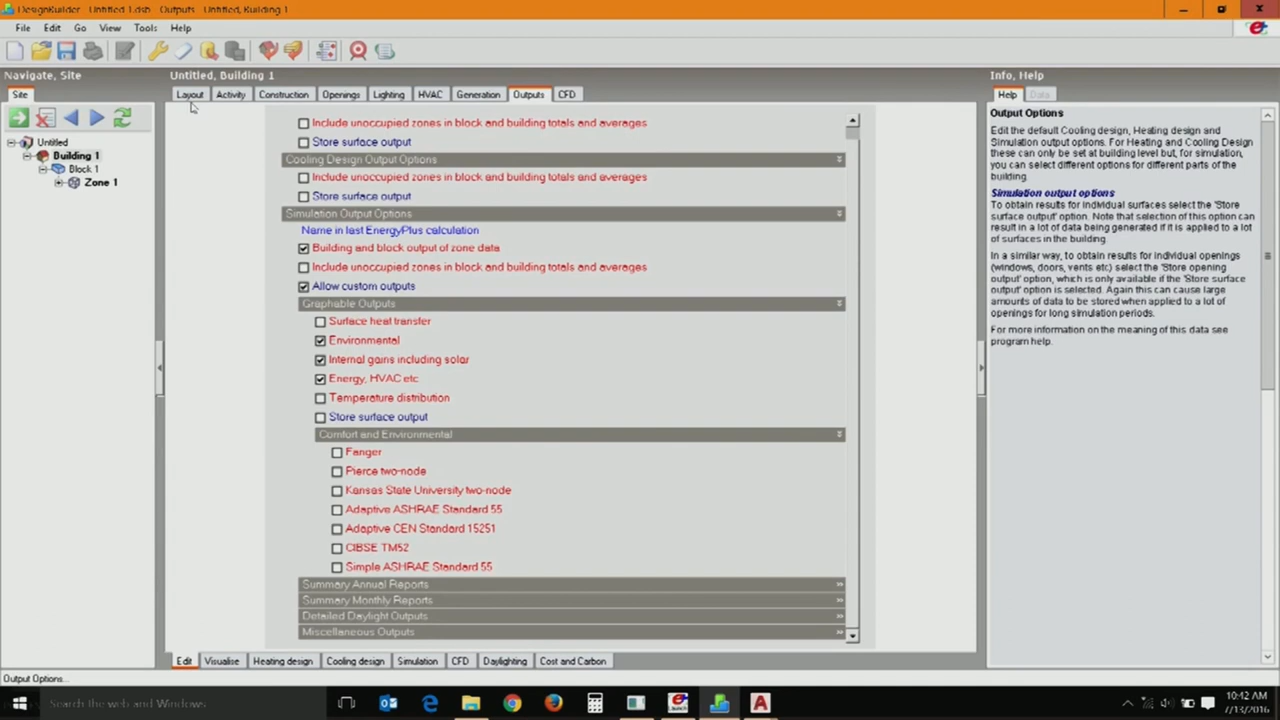 DesignBuilder - Untitled 1.dsb - Outputs - Untitled, Building 1
File Edit Go View Tools Help
Navigate, Site
Site
Untitled
Building 1
Block 1
Zone 1
Untitled, Building 1
Layout Activity Construction Openings Lighting HVAC Generation Outputs CFD
Include unoccupied zones in block and building totals and averages
Store surface output
Cooling Design Output Options
Include unoccupied zones in block and building totals and averages
Store surface output
Simulation Output Options
Name in last EnergyPlus calculation
Building and block output of zone data
Include unoccupied zones in block and building totals and averages
Allow custom outputs
Graphable Outputs
Surface heat transfer
Environmental
Internal gains including solar
Energy, HVAC etc
Temperature distribution
Store surface output
Comfort and Environmental
Fanger
Pierce two-node
Kansas State University two-node
Adaptive ASHRAE Standard 55
Adaptive CEN Standard 15251
CIBSE TM52
Simple ASHRAE Standard 55
Summary Annual Reports
Summary Monthly Reports
Detailed Daylight Outputs
Miscellaneous Outputs
Edit Visualise Heating design Cooling design Simulation CFD Daylighting Cost and Carbon
Info, Help
Help Data
Output Options
Edit the default Cooling design, Heating design and
Simulation output options. For Heating and Cooling Design
these can only be set at building level but, for simulation,
you can select different options for different parts of the
building.
Simulation output options
To obtain results for individual surfaces select the 'Store
surface output' option. Note that selection of this option can
result in a lot of data being generated if it is applied to a lot
of surfaces in the building.
In a similar way, to obtain results for individual openings
(windows, doors, vents etc) select the 'Store opening
output' option, which is only available if the 'Store surface
output' option is selected. Again this can cause large
amounts of data to be stored when applied to a lot of
openings for long simulation periods.
For more information on the meaning of this data see
program help.
Output Options...
Search the web and Windows
Launch
10:42 AM
7/13/2016